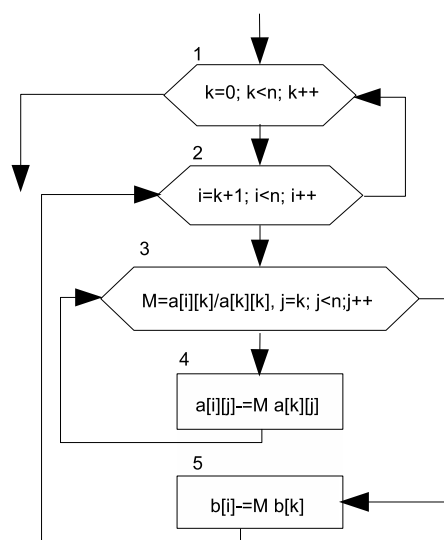 1
k=0; k<n; k++
2
i=k+1; i<n; i++
3
M=a[i][k]/a[k][k], j=k; j<n;j++
4
a[i][j]-=M a[k][j]
5
b[i]-=M b[k]